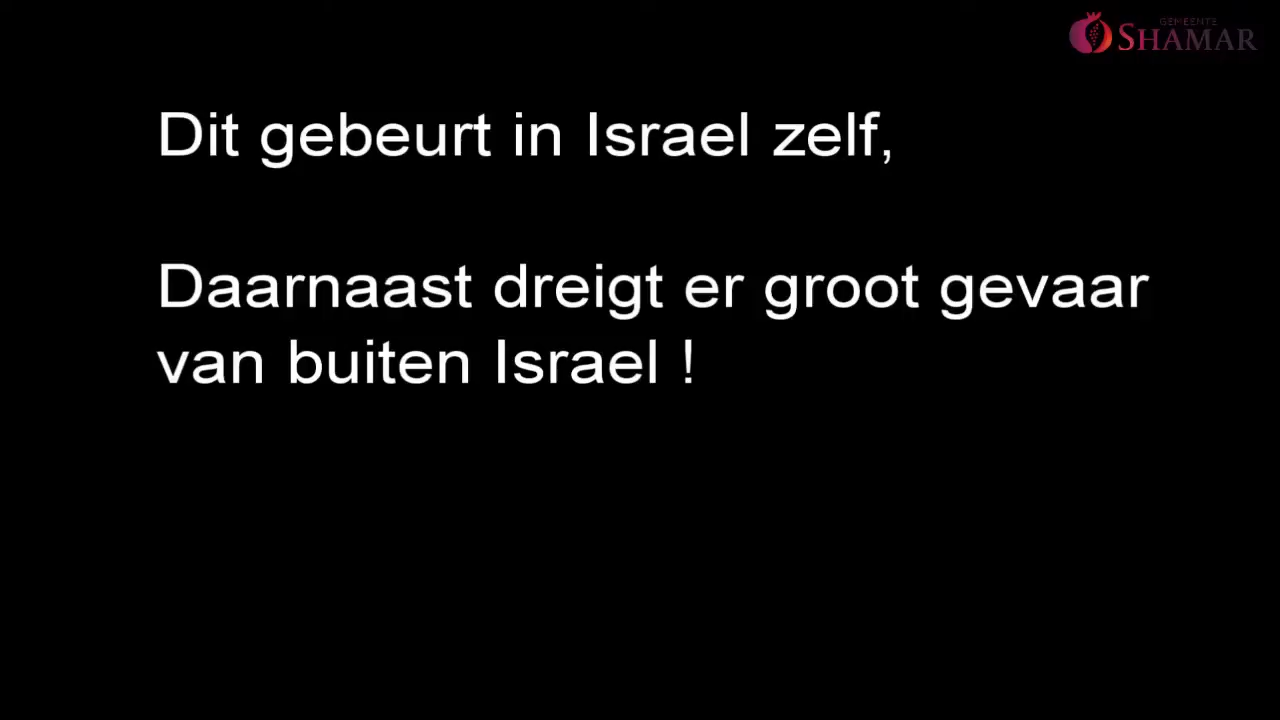 GEMEENTE
SHAMAR
Dit gebeurt in Israel zelf,
Daarnaast dreigt er groot gevaar
van buiten Israel !